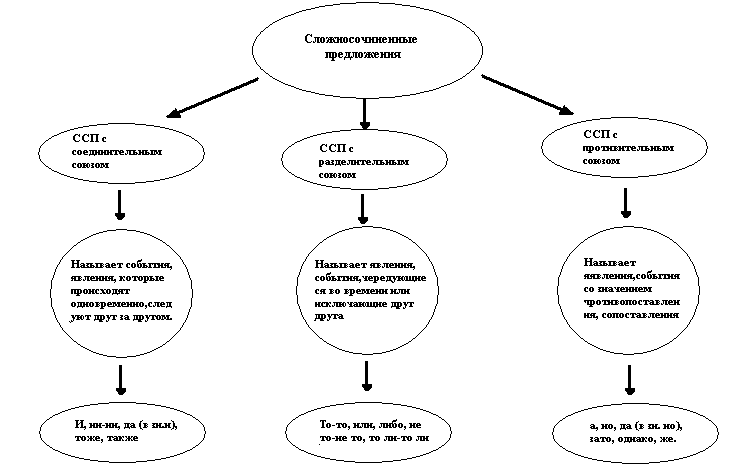 Сложносочиненные
предложения
ССП с
соединительным
союзом
ССП с
разделительным
союзом
ССП с
противительным
союзом
Называет события,
явления, которые
происходят
одновременно,след
уют друг за другом.
Называет явления,
события,чередующие
ся во времени или
исключающие друг
друга
Называет
яявления,события
со значением
чротивопоставлен
ия, сопоставления
И, ни-ни, да (в зн.и),
тоже, также
То-то, или, либо, не
то-не то, то ли-то ли
а, но, да (в зн. но),
зато, однако, же.